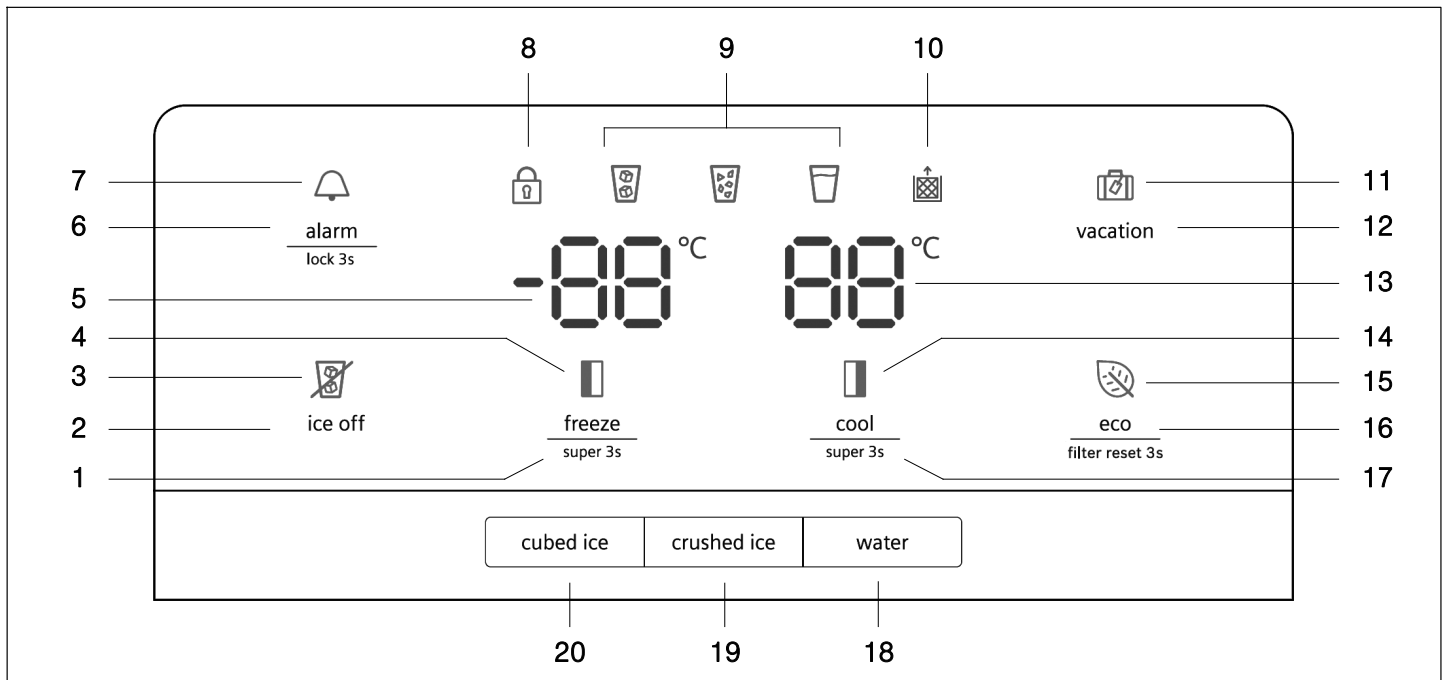 8 9 10
7 11
6 alarm vacation 12
lock 3s
-88 °C 88 °C
5 13
4 14
3 15
2 ice off freeze cool eco 16
super 3s super 3s filter reset 3s
1 17
cubed ice crushed ice water
20 19 18